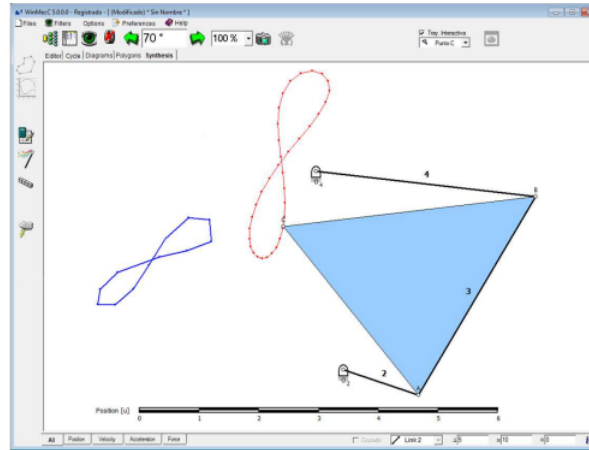 WinMecC 5.0.0.0 - Registrado - [ (Modificado) * Sin Nombre * ]
Files Filters Options > Preferences Help
70 ° 100 % Tray. Interactiva
Punto C
Editor Cycle Diagrams Polygons Synthesis
4
B
C
3
2
A
Position [u]
0 1 2 3 4 5 6
All Position Velocity Acceleration Force Link 2